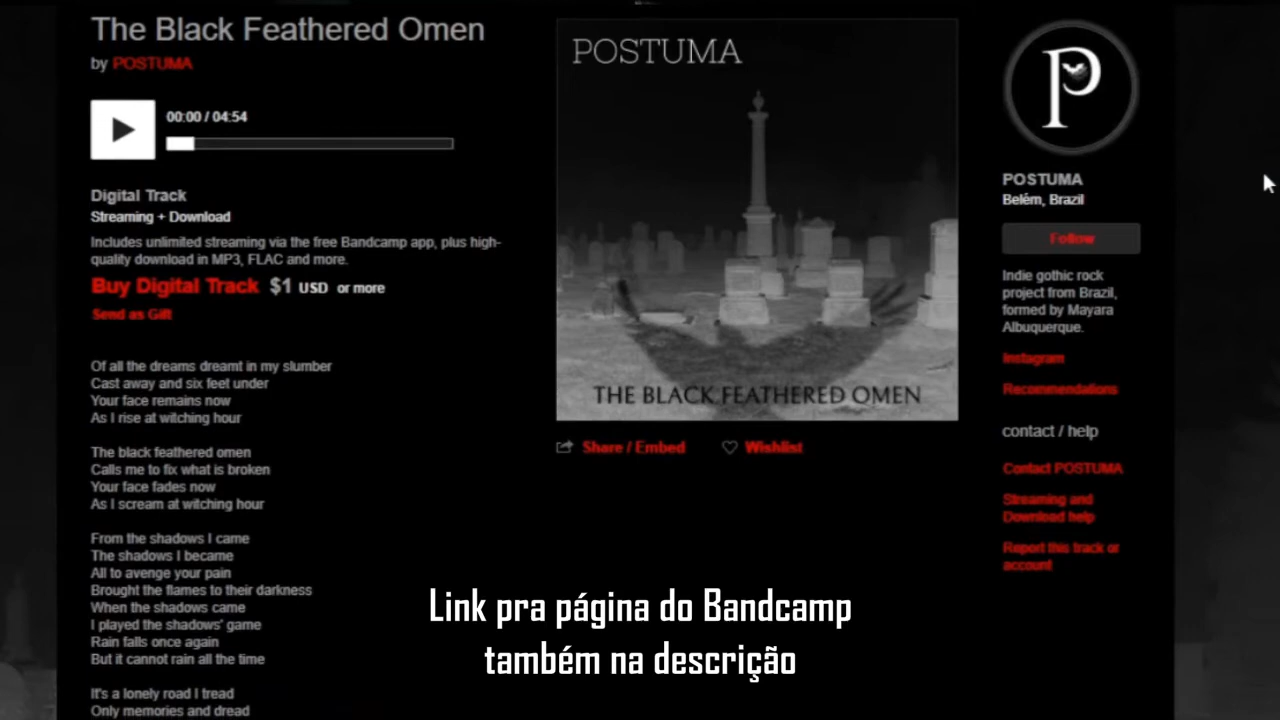 The Black Feathered Omen
by POSTUMA
00:00 / 04:54
Digital Track
Streaming + Download
Includes unlimited streaming via the free Bandcamp app, plus high-
quality download in MP3, FLAC and more.
Buy Digital Track $1 USD or more
Send as Gift
Of all the dreams dreamt in my slumber
Cast away and six feet under
Your face remains now
As I rise at witching hour
The black feathered omen
Calls me to fix what is broken
Your face fades now
As I scream at witching hour
From the shadows I came
The shadows I became
All to avenge your pain
Brought the flames to their darkness
When the shadows came
I played the shadows' game
Rain falls once again
But it cannot rain all the time
It's a lonely road I tread
Only memories and dread
POSTUMA
THE BLACK FEATHERED OMEN
Share / Embed
Wishlist
P
POSTUMA
Belém, Brazil
Follow
Indie gothic rock
project from Brazil,
formed by Mayara
Albuquerque.
Instagram
Recommendations
contact / help
Contact POSTUMA
Streaming and
Download help
Report this track or
account
Link pra página do Bandcamp
também na descrição